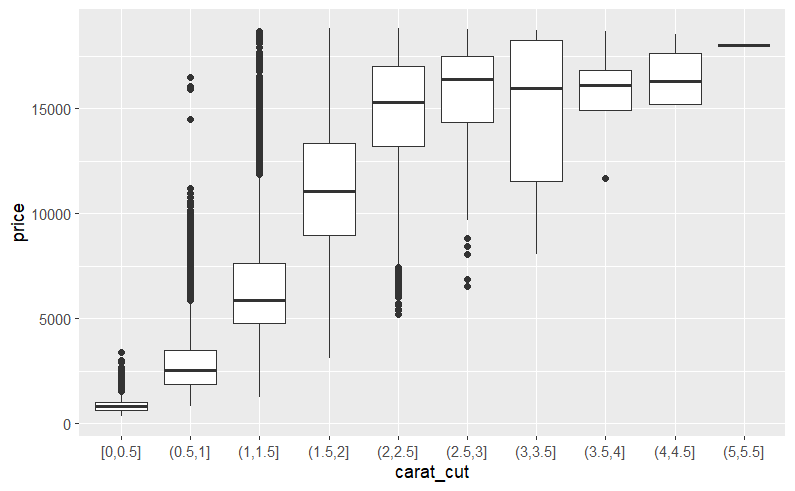 price
15000
10000
5000
0
[0,0.5] (0.5,1] (1,1.5] (1.5,2] (2,2.5] (2.5,3] (3,3.5] (3.5,4] (4,4.5] (5,5.5]
carat_cut